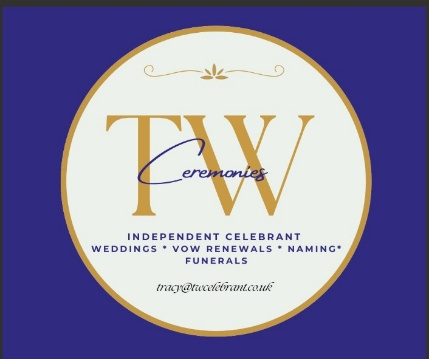 TW
Ceremonies
INDEPENDENT CELEBRANT
WEDDINGS * VOW RENEWALS * NAMING*
FUNERALS
tracy@twcelebrant.co.uk